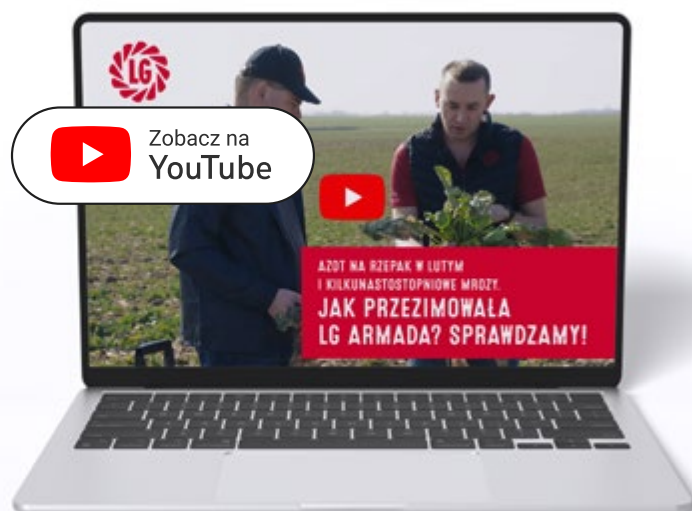 LG
Zobacz na
YouTube
AZOT NA RZEPAK W LUTYM
I KILKUNASTOSTOPNIOWE MROZY.
JAK PRZEZIMOWAŁA
LG ARMADA? SPRAWDZAMY!